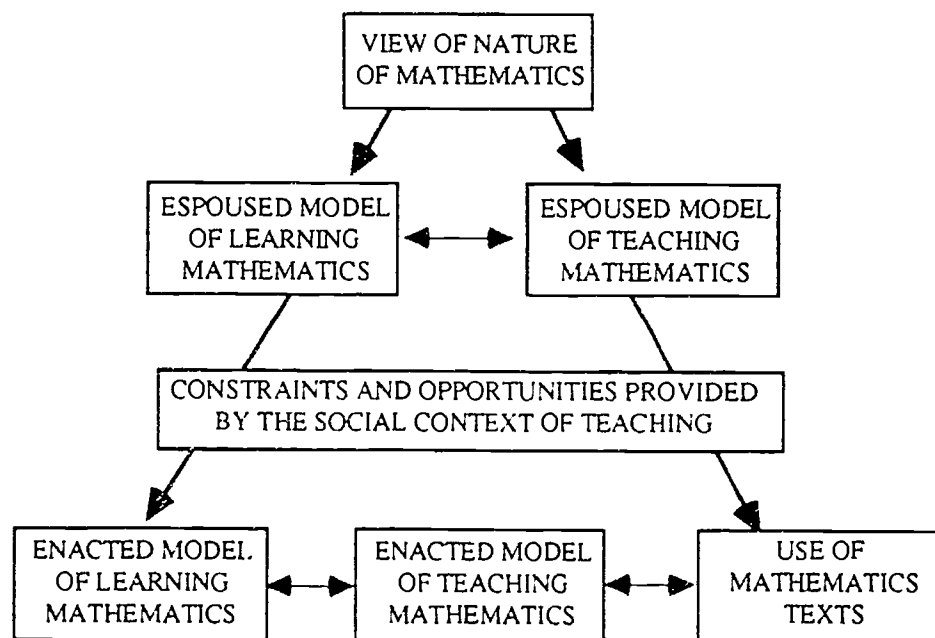 VIEW OF NATURE
OF MATHEMATICS
ESPOUSED MODEL
OF LEARNING
MATHEMATICS
ESPOUSED MODEL
OF TEACHING
MATHEMATICS
CONSTRAINTS AND OPPORTUNITIES PROVIDED
BY THE SOCIAL CONTEXT OF TEACHING
ENACTED MODEL
OF LEARNING
MATHEMATICS
ENACTED MODEL
OF TEACHING
MATHEMATICS
USE OF
MATHEMATICS
TEXTS